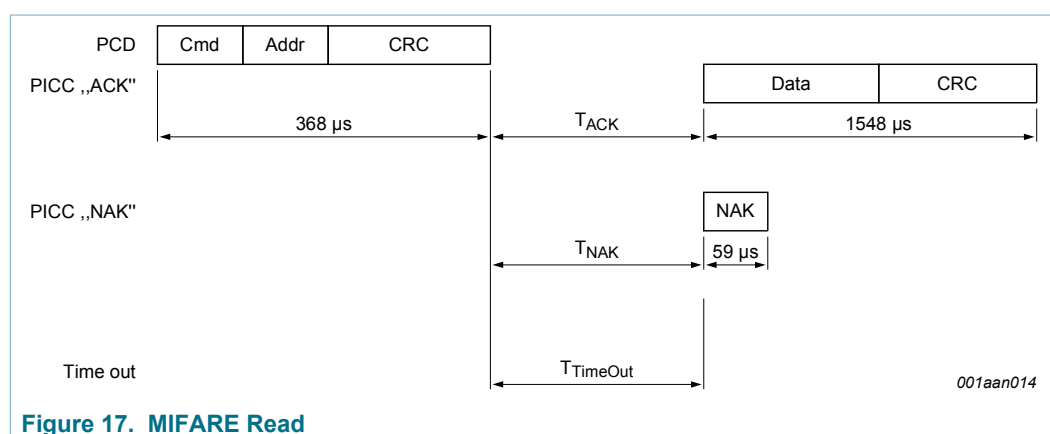 PCD Cmd Addr CRC
PICC ,,ACK" Data CRC
368 µs TACK 1548 µs
PICC ,,NAK" NAK
TNAK 59 µs
Time out TTimeOut 001aan014
Figure 17. MIFARE Read